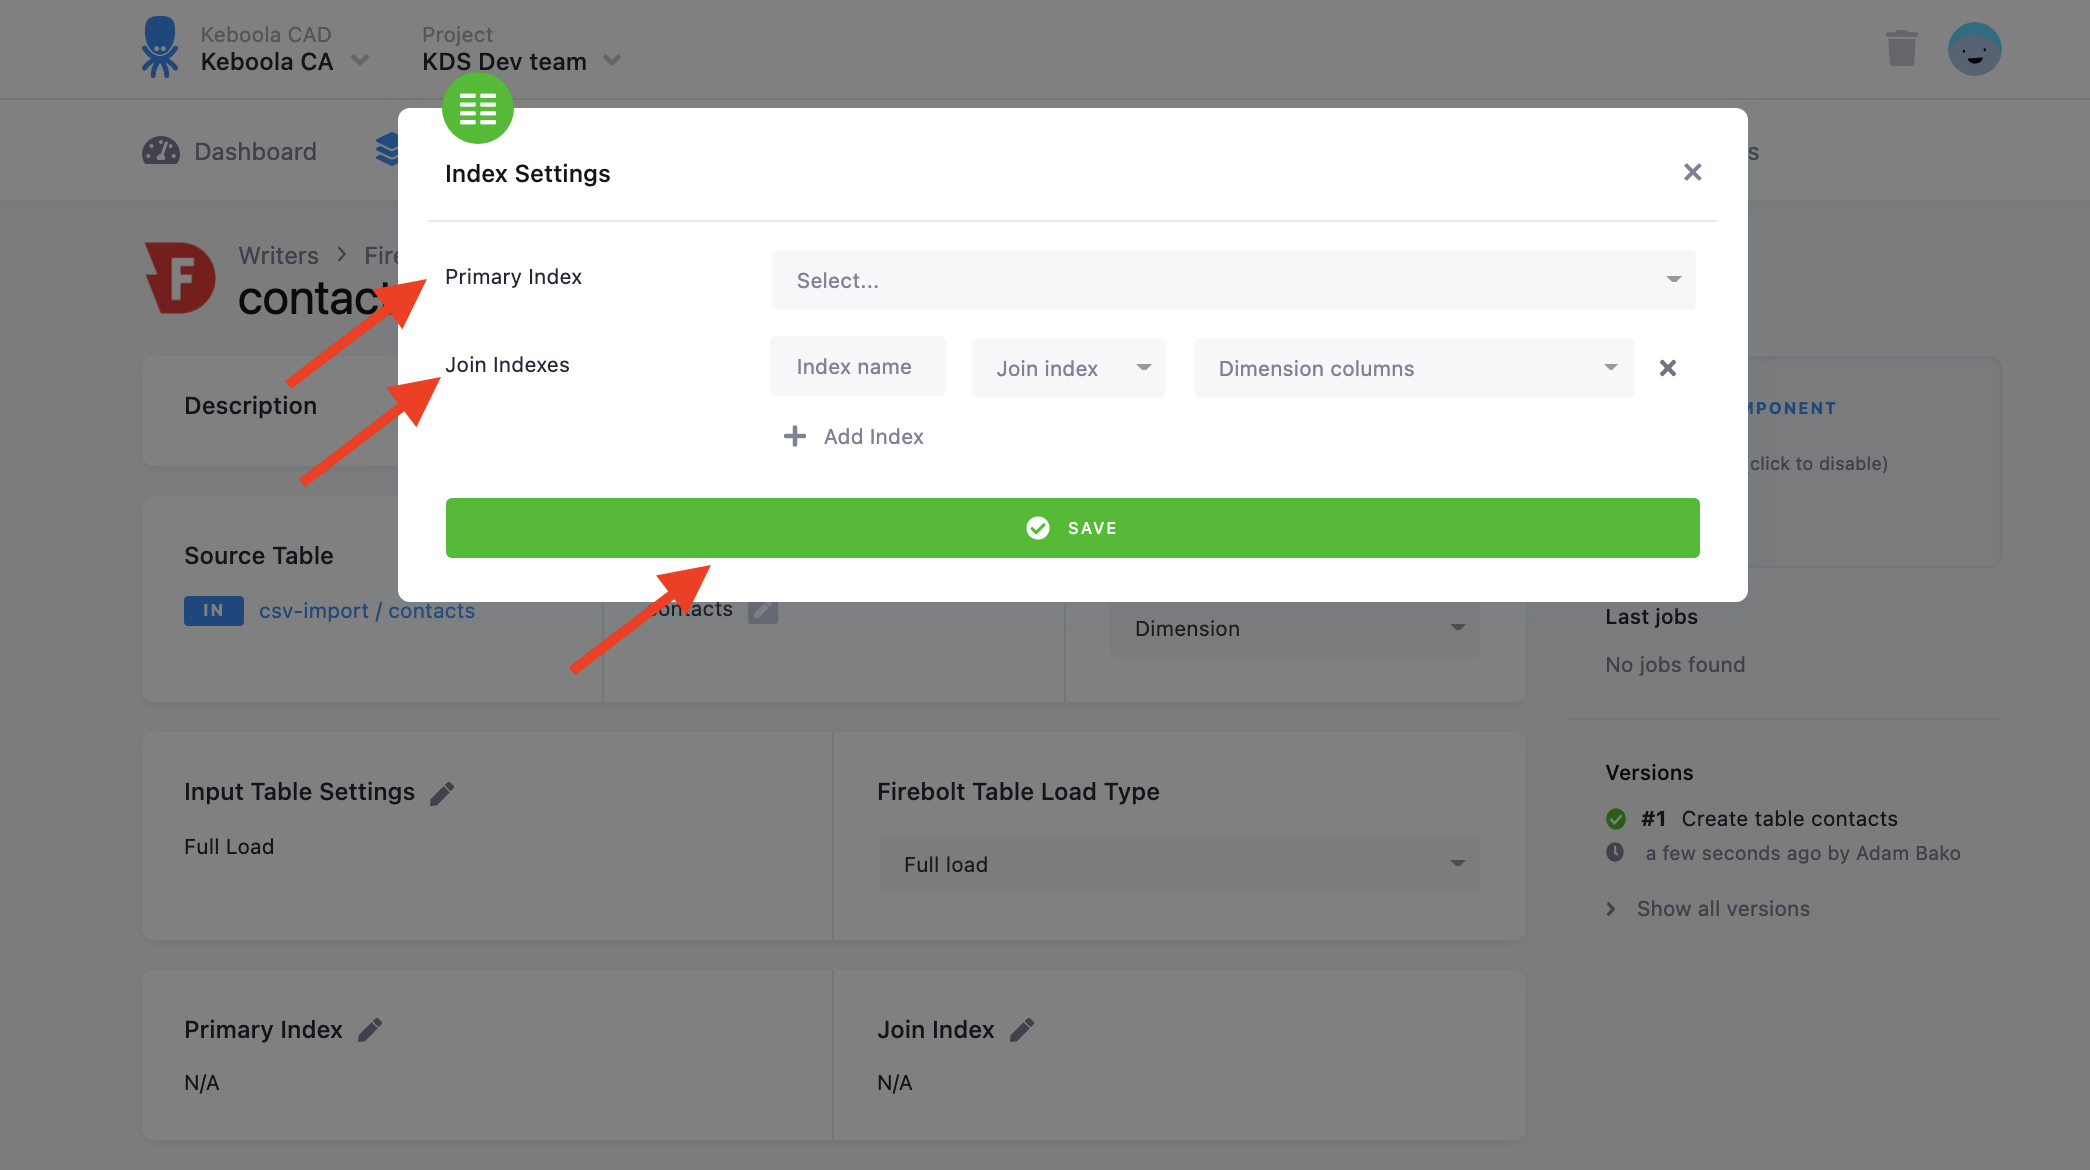 Keboola CAD
Keboola CA
Project
KDS Dev team
Dashboard
s
Index Settings
Writers > Fire
contact
Primary Index
Select...
Join Indexes
Index name
Join index
Dimension columns
Add Index
SAVE
Description
MPONENT
click to disable)
Source Table
IN
csv-import / contacts
contacts
Dimension
Last jobs
No jobs found
Input Table Settings
Full Load
Firebolt Table Load Type
Full load
Versions
#1 Create table contacts
a few seconds ago by Adam Bako
Show all versions
Primary Index
N/A
Join Index
N/A